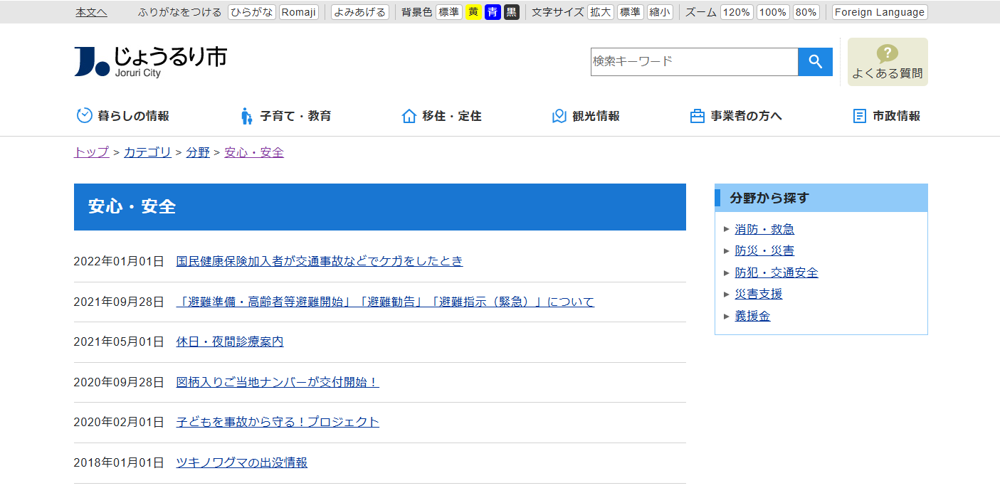 本文へ ふりがなをつける ひらがな Romaji よみあげる 背景色 標準 黄 青 黒 文字サイズ 拡大 標準 縮小 ズーム 120% 100% 80% Foreign Language
じょうるり市
Joruri City
検索キーワード
?
よくある質問
暮らしの情報 子育て・教育 移住・定住 観光情報 事業者の方へ 市政情報
トップ > カテゴリ > 分野 > 安心・安全
安心・安全
2022年01月01日 国民健康保険加入者が交通事故などでケガをしたとき
2021年09月28日 「避難準備・高齢者等避難開始」「避難勧告」「避難指示（緊急）」について
2021年05月01日 休日・夜間診療案内
2020年09月28日 図柄入りご当地ナンバーが交付開始！
2020年02月01日 子どもを事故から守る！プロジェクト
2018年01月01日 ツキノワグマの出没情報
分野から探す
消防・救急
防災・災害
防犯・交通安全
災害支援
義援金